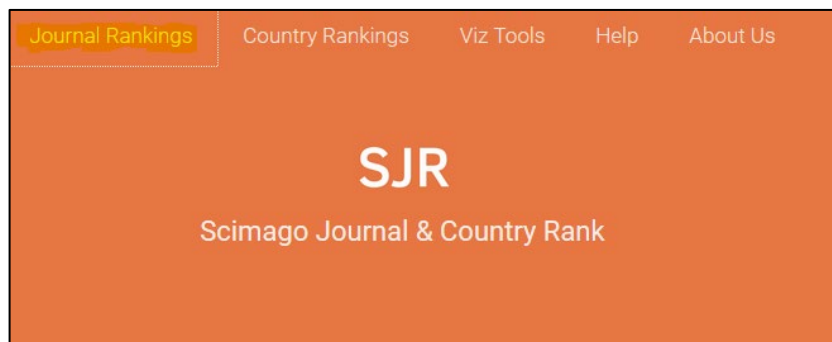 Journal Rankings Country Rankings Viz Tools Help About Us
SJR
Scimago Journal & Country Rank